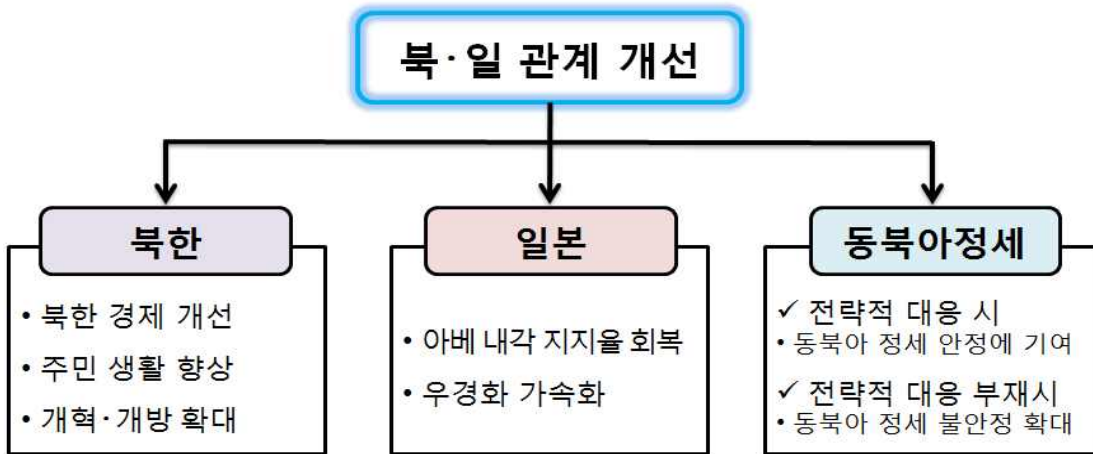 북·일 관계 개선
북한
• 북한 경제 개선
• 주민 생활 향상
• 개혁·개방 확대
일본
• 아베 내각 지지율 회복
• 우경화 가속화
동북아정세
✓ 전략적 대응 시
• 동북아 정세 안정에 기여
✓ 전략적 대응 부재시
• 동북아 정세 불안정 확대